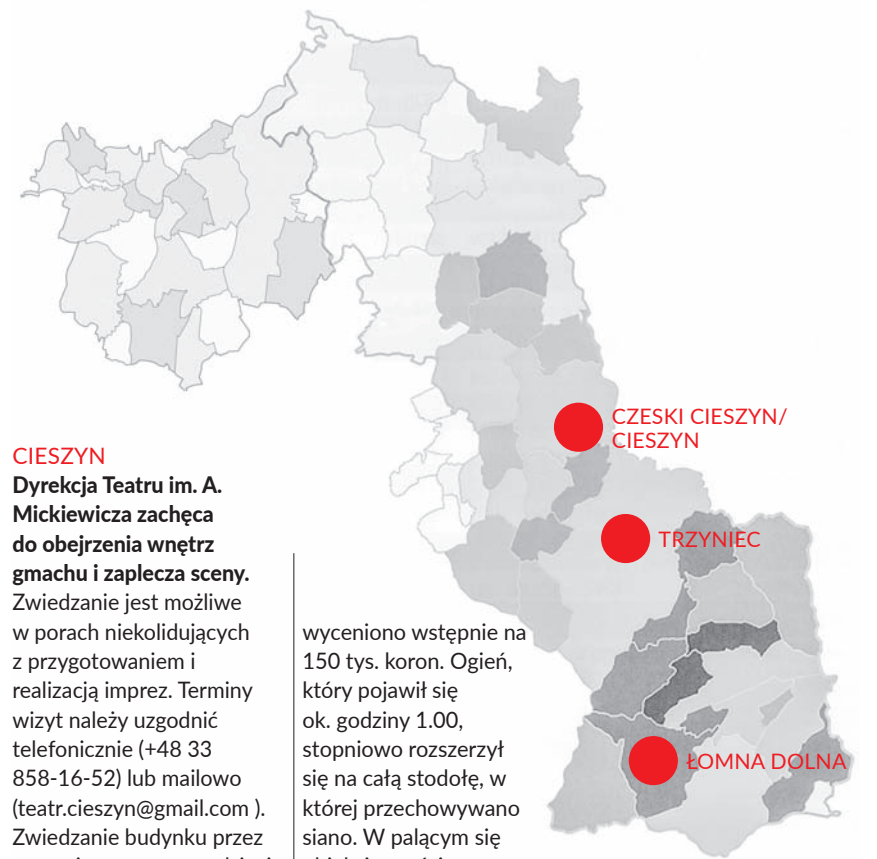 CZESKI CIESZYN/
CIESZYN
TRZYNIEC
ŁOMNA DOLNA
CIESZYN
Dyrekcja Teatru im. A.
Mickiewicza zachęca
do obejrzenia wnętrz
gmachu i zaplecza sceny.
Zwiedzanie jest możliwe
w porach niekolidujących
z przygotowaniem i
realizacją imprez. Terminy
wizyt należy uzgodnić
telefonicznie (+48 33
858-16-52) lub mailowo
(teatr.cieszyn@gmail.com ).
Zwiedzanie budynku przez
wyceniono wstępnie na
150 tys. koron. Ogień,
który pojawił się
ok. godziny 1.00,
stopniowo rozszerzył
się na całą stodołę, w
której przechowywano
siano. W palącym się